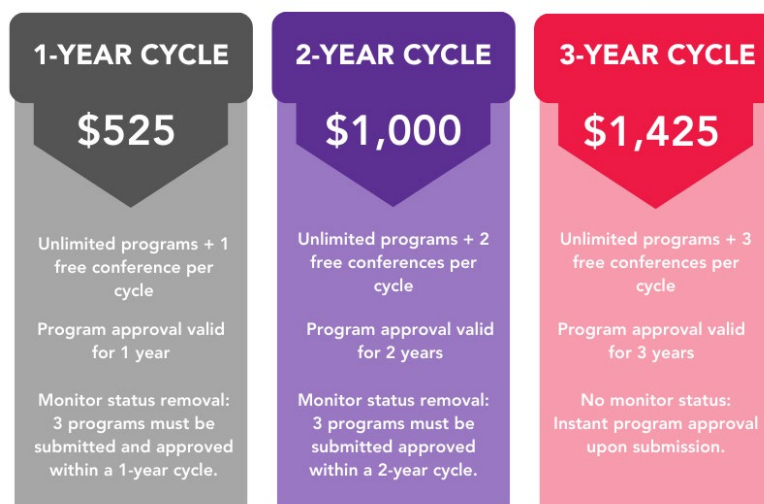 1-YEAR CYCLE
$525
Unlimited programs + 1
free conference per
cycle
Program approval valid
for 1 year
Monitor status removal:
3 programs must be
submitted and approved
within a 1-year cycle.
2-YEAR CYCLE
$1,000
Unlimited programs + 2
free conferences per
cycle
Program approval valid
for 2 years
Monitor status removal:
3 programs must be
submitted approved
within a 2-year cycle.
3-YEAR CYCLE
$1,425
Unlimited programs + 3
free conferences per
cycle
Program approval valid
for 3 years
No monitor status:
Instant program approval
upon submission.